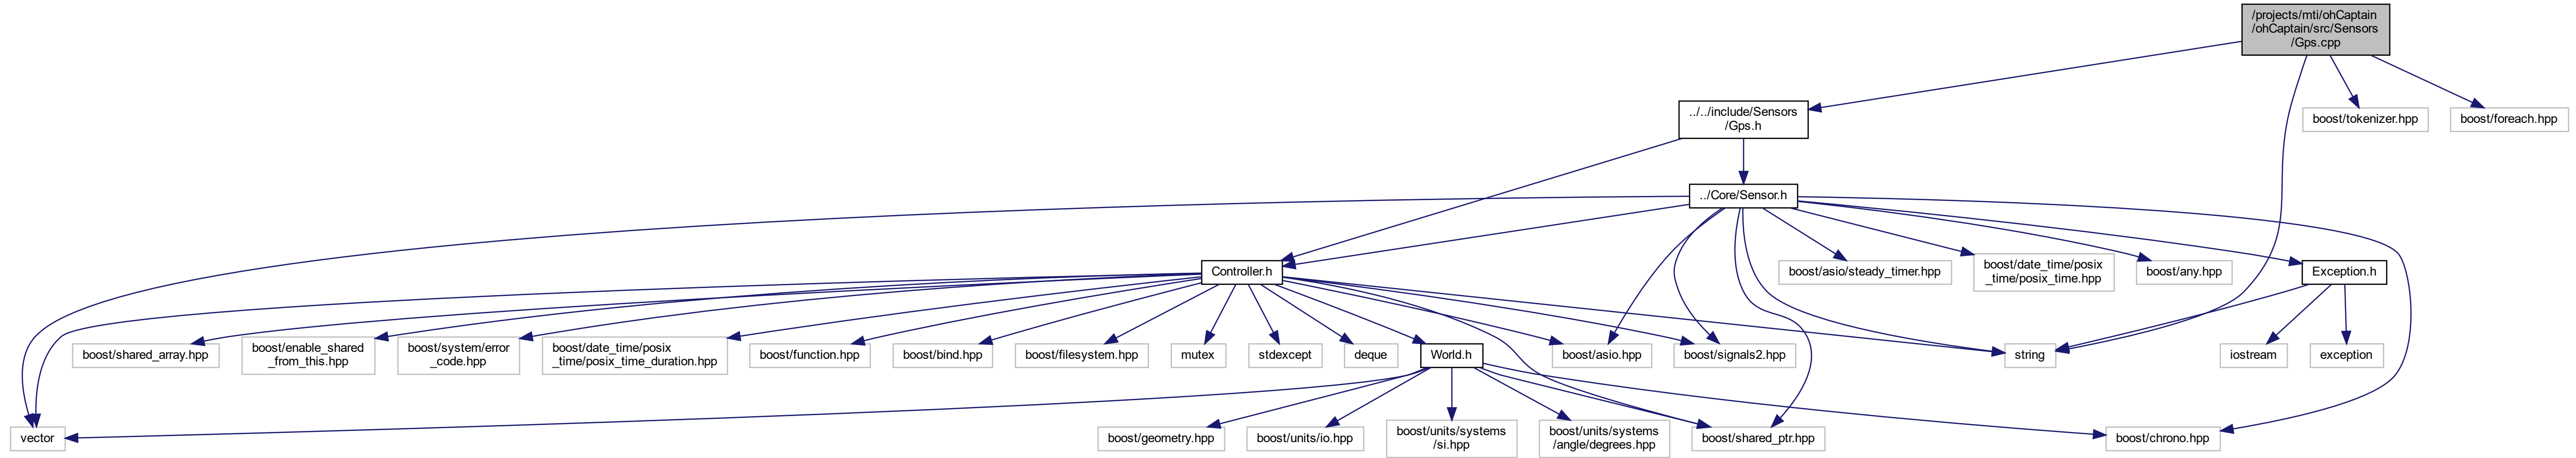 /projects/mti/ohCaptain
/ohCaptain/src/Sensors
/Gps.cpp
../../include/Sensors
/Gps.h
boost/tokenizer.hpp
boost/foreach.hpp
../Core/Sensor.h
Controller.h
boost/asio/steady_timer.hpp
boost/date_time/posix
_time/posix_time.hpp
boost/any.hpp
Exception.h
boost/shared_array.hpp
boost/enable_shared
_from_this.hpp
boost/system/error
_code.hpp
boost/date_time/posix
_time/posix_time_duration.hpp
boost/function.hpp
boost/bind.hpp
boost/filesystem.hpp
mutex
stdexcept
deque
World.h
boost/asio.hpp
boost/signals2.hpp
string
iostream
exception
vector
boost/geometry.hpp
boost/units/io.hpp
boost/units/systems
/si.hpp
boost/units/systems
/angle/degrees.hpp
boost/shared_ptr.hpp
boost/chrono.hpp